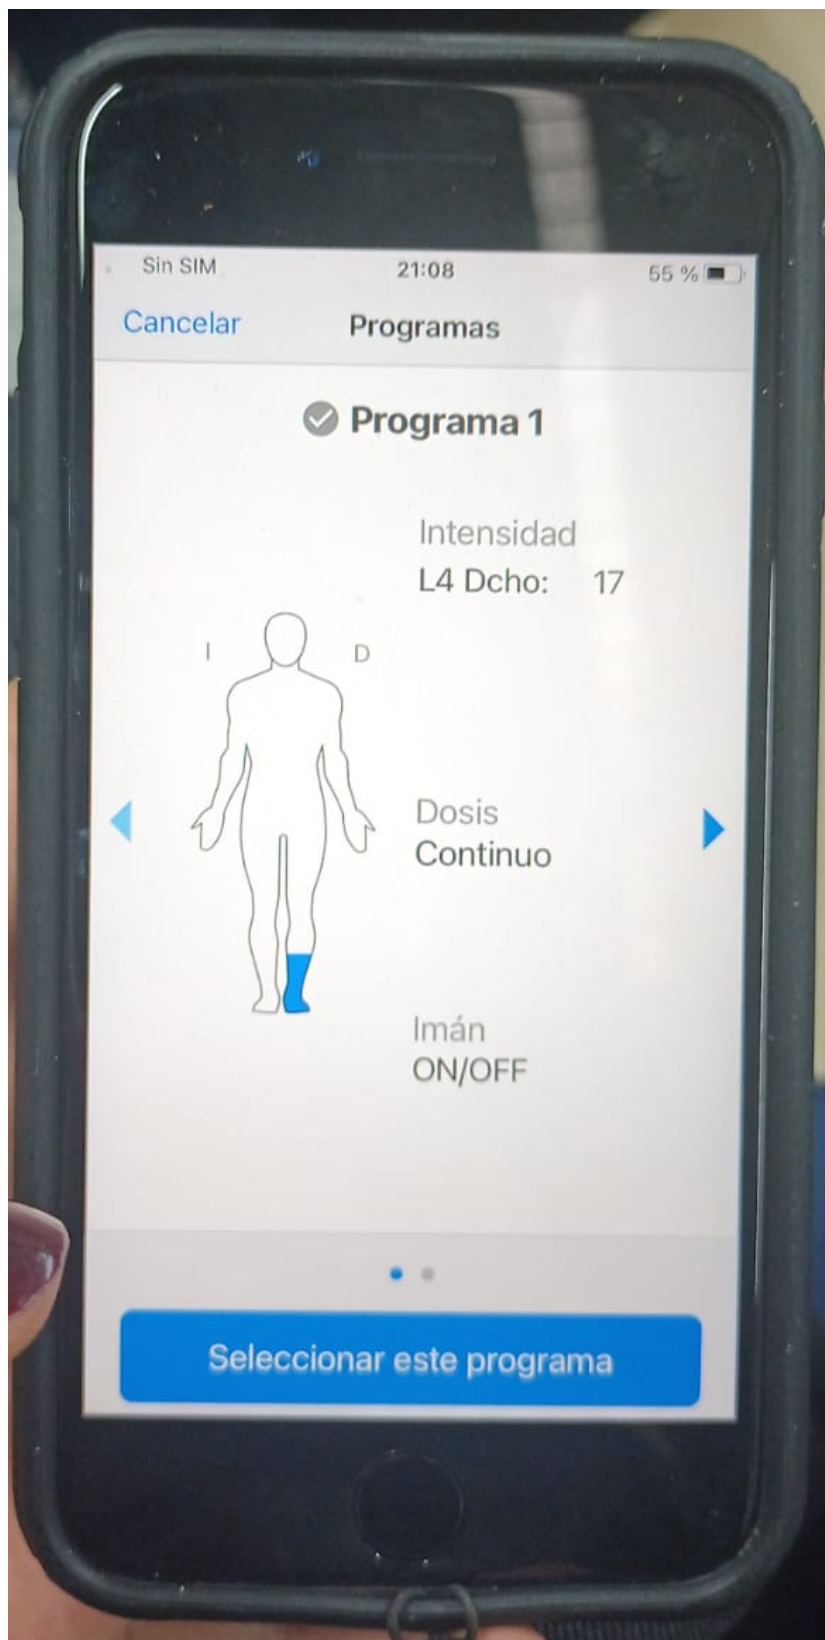 Sin SIM 21:08 55 %
Cancelar Programas
Programa 1
Intensidad
L4 Dcho: 17
I D
Dosis
Continuo
Imán
ON/OFF
Seleccionar este programa